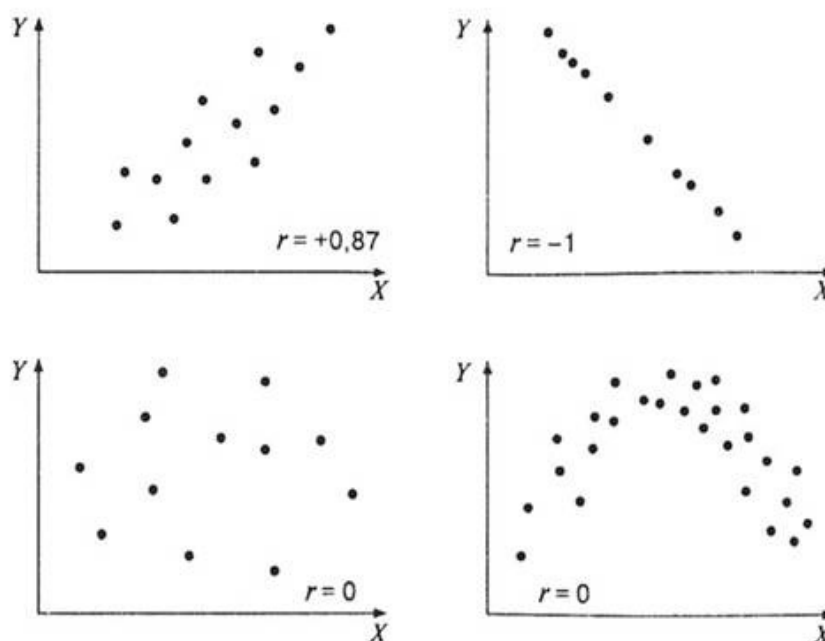 Y
r = +0,87
X
Y
r = −1
X
Y
r = 0
X
Y
r = 0
X